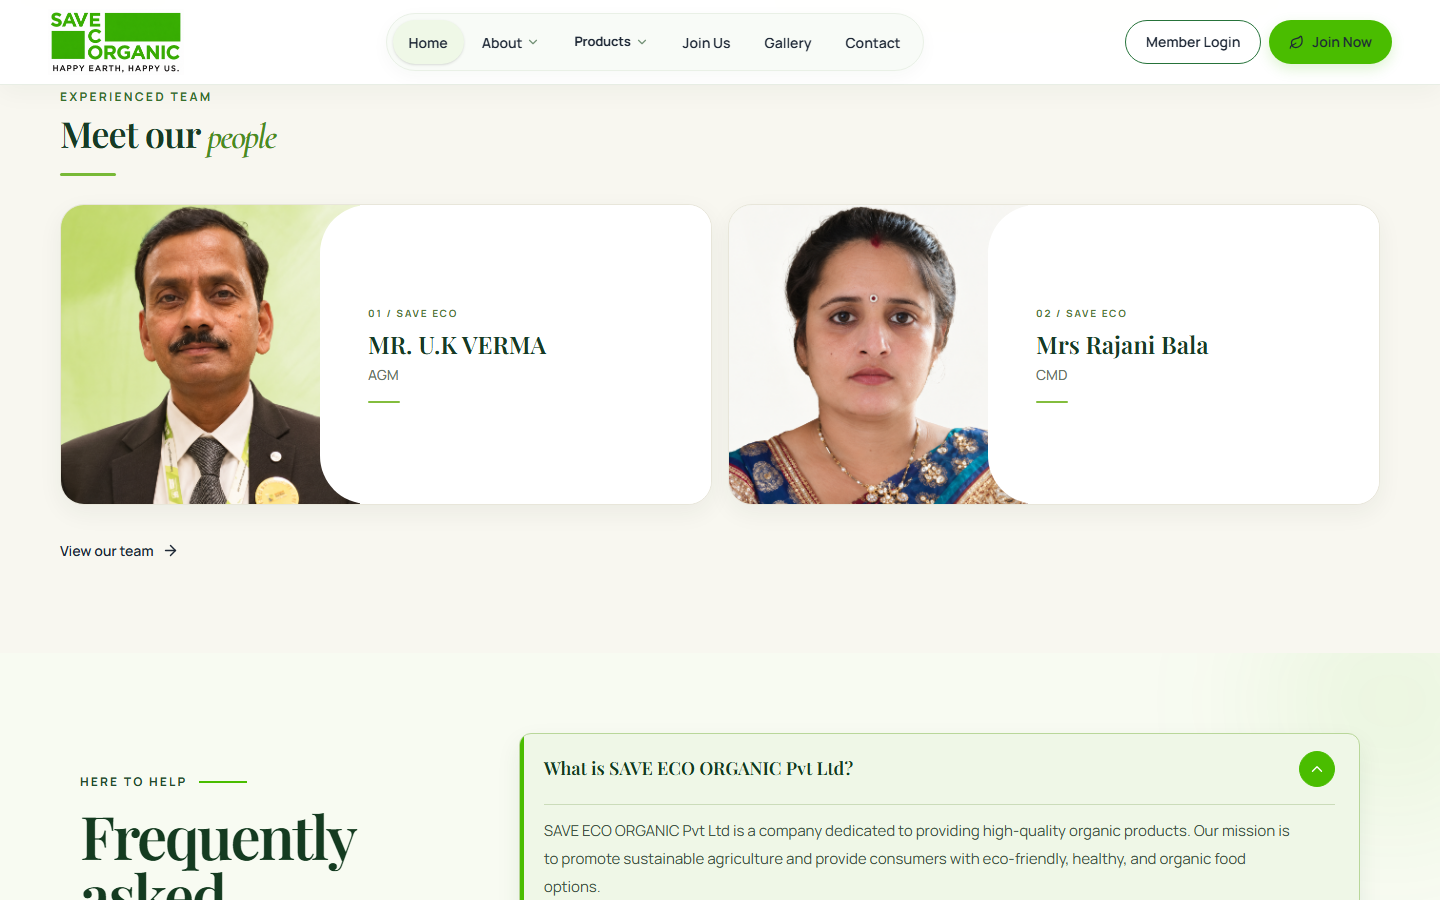 SAVE
ECO
ORGANIC
HAPPY EARTH, HAPPY US.
Home
About
Products
Join Us
Gallery
Contact
Member Login
Join Now
EXPERIENCED TEAM
Meet our people
01 / SAVE ECO
MR. U.K VERMA
AGM
02 / SAVE ECO
Mrs Rajani Bala
CMD
View our team
HERE TO HELP
Frequently
asked
What is SAVE ECO ORGANIC Pvt Ltd?
SAVE ECO ORGANIC Pvt Ltd is a company dedicated to providing high-quality organic products. Our mission is
to promote sustainable agriculture and provide consumers with eco-friendly, healthy, and organic food
options.